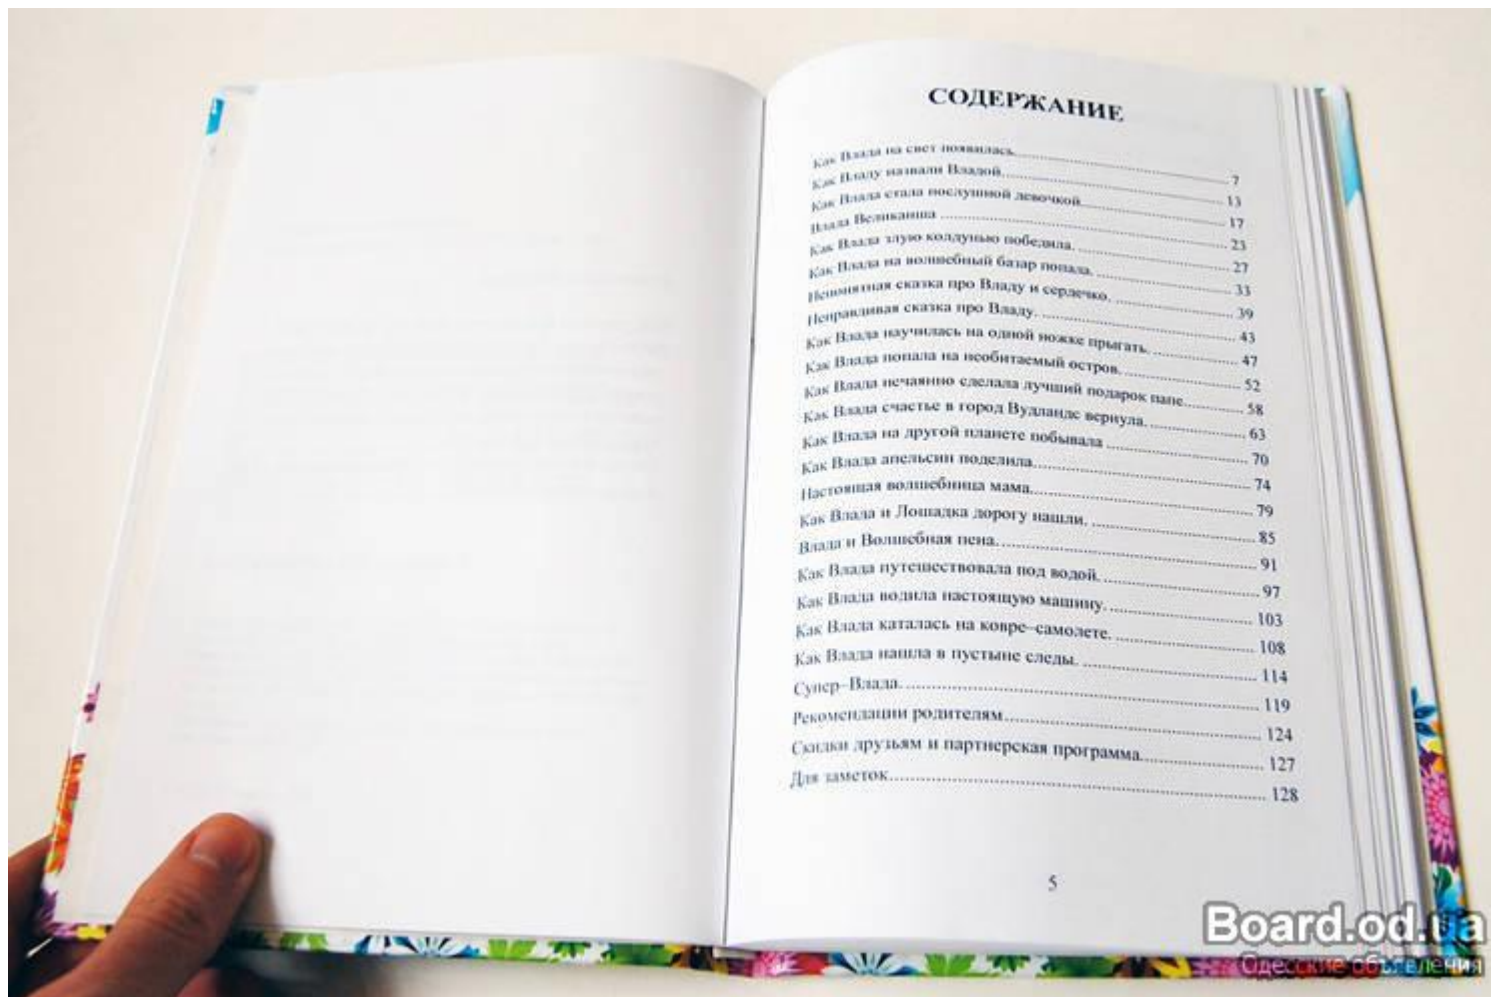 СОДЕРЖАНИЕ
Как Влада на свет появилась 7
Как Владу назвали Владой 13
Как Влада стала послушной девочкой 17
Влада Великанша 23
Как Влада злую колдунью победила. 27
Как Влада на волшебный базар попала. 33
Непонятная сказка про Владу и сердечко. 39
Неправдивая сказка про Владу. 43
Как Влада научилась на одной ножке прыгать. 47
Как Влада попала на необитаемый остров. 52
Как Влада нечаянно сделала лучший подарок папе 58
Как Влада счастье в город Вудланде вернула. 63
Как Влада на другой планете побывала 70
Как Влада апельсин поделила 74
Настоящая волшебница мама 79
Как Влада и Лошадка дорогу нашли. 85
Влада и Волшебная пена. 91
Как Влада путешествовала под водой. 97
Как Влада водила настоящую машину. 103
Как Влада каталась на ковре–самолете. 108
Как Влада нашла в пустыне следы. 114
Супер–Влада 119
Рекомендации родителям 124
Скидки друзьям и партнерская программа 127
Для заметок 128
5
Board.od.ua
Одесские объявления